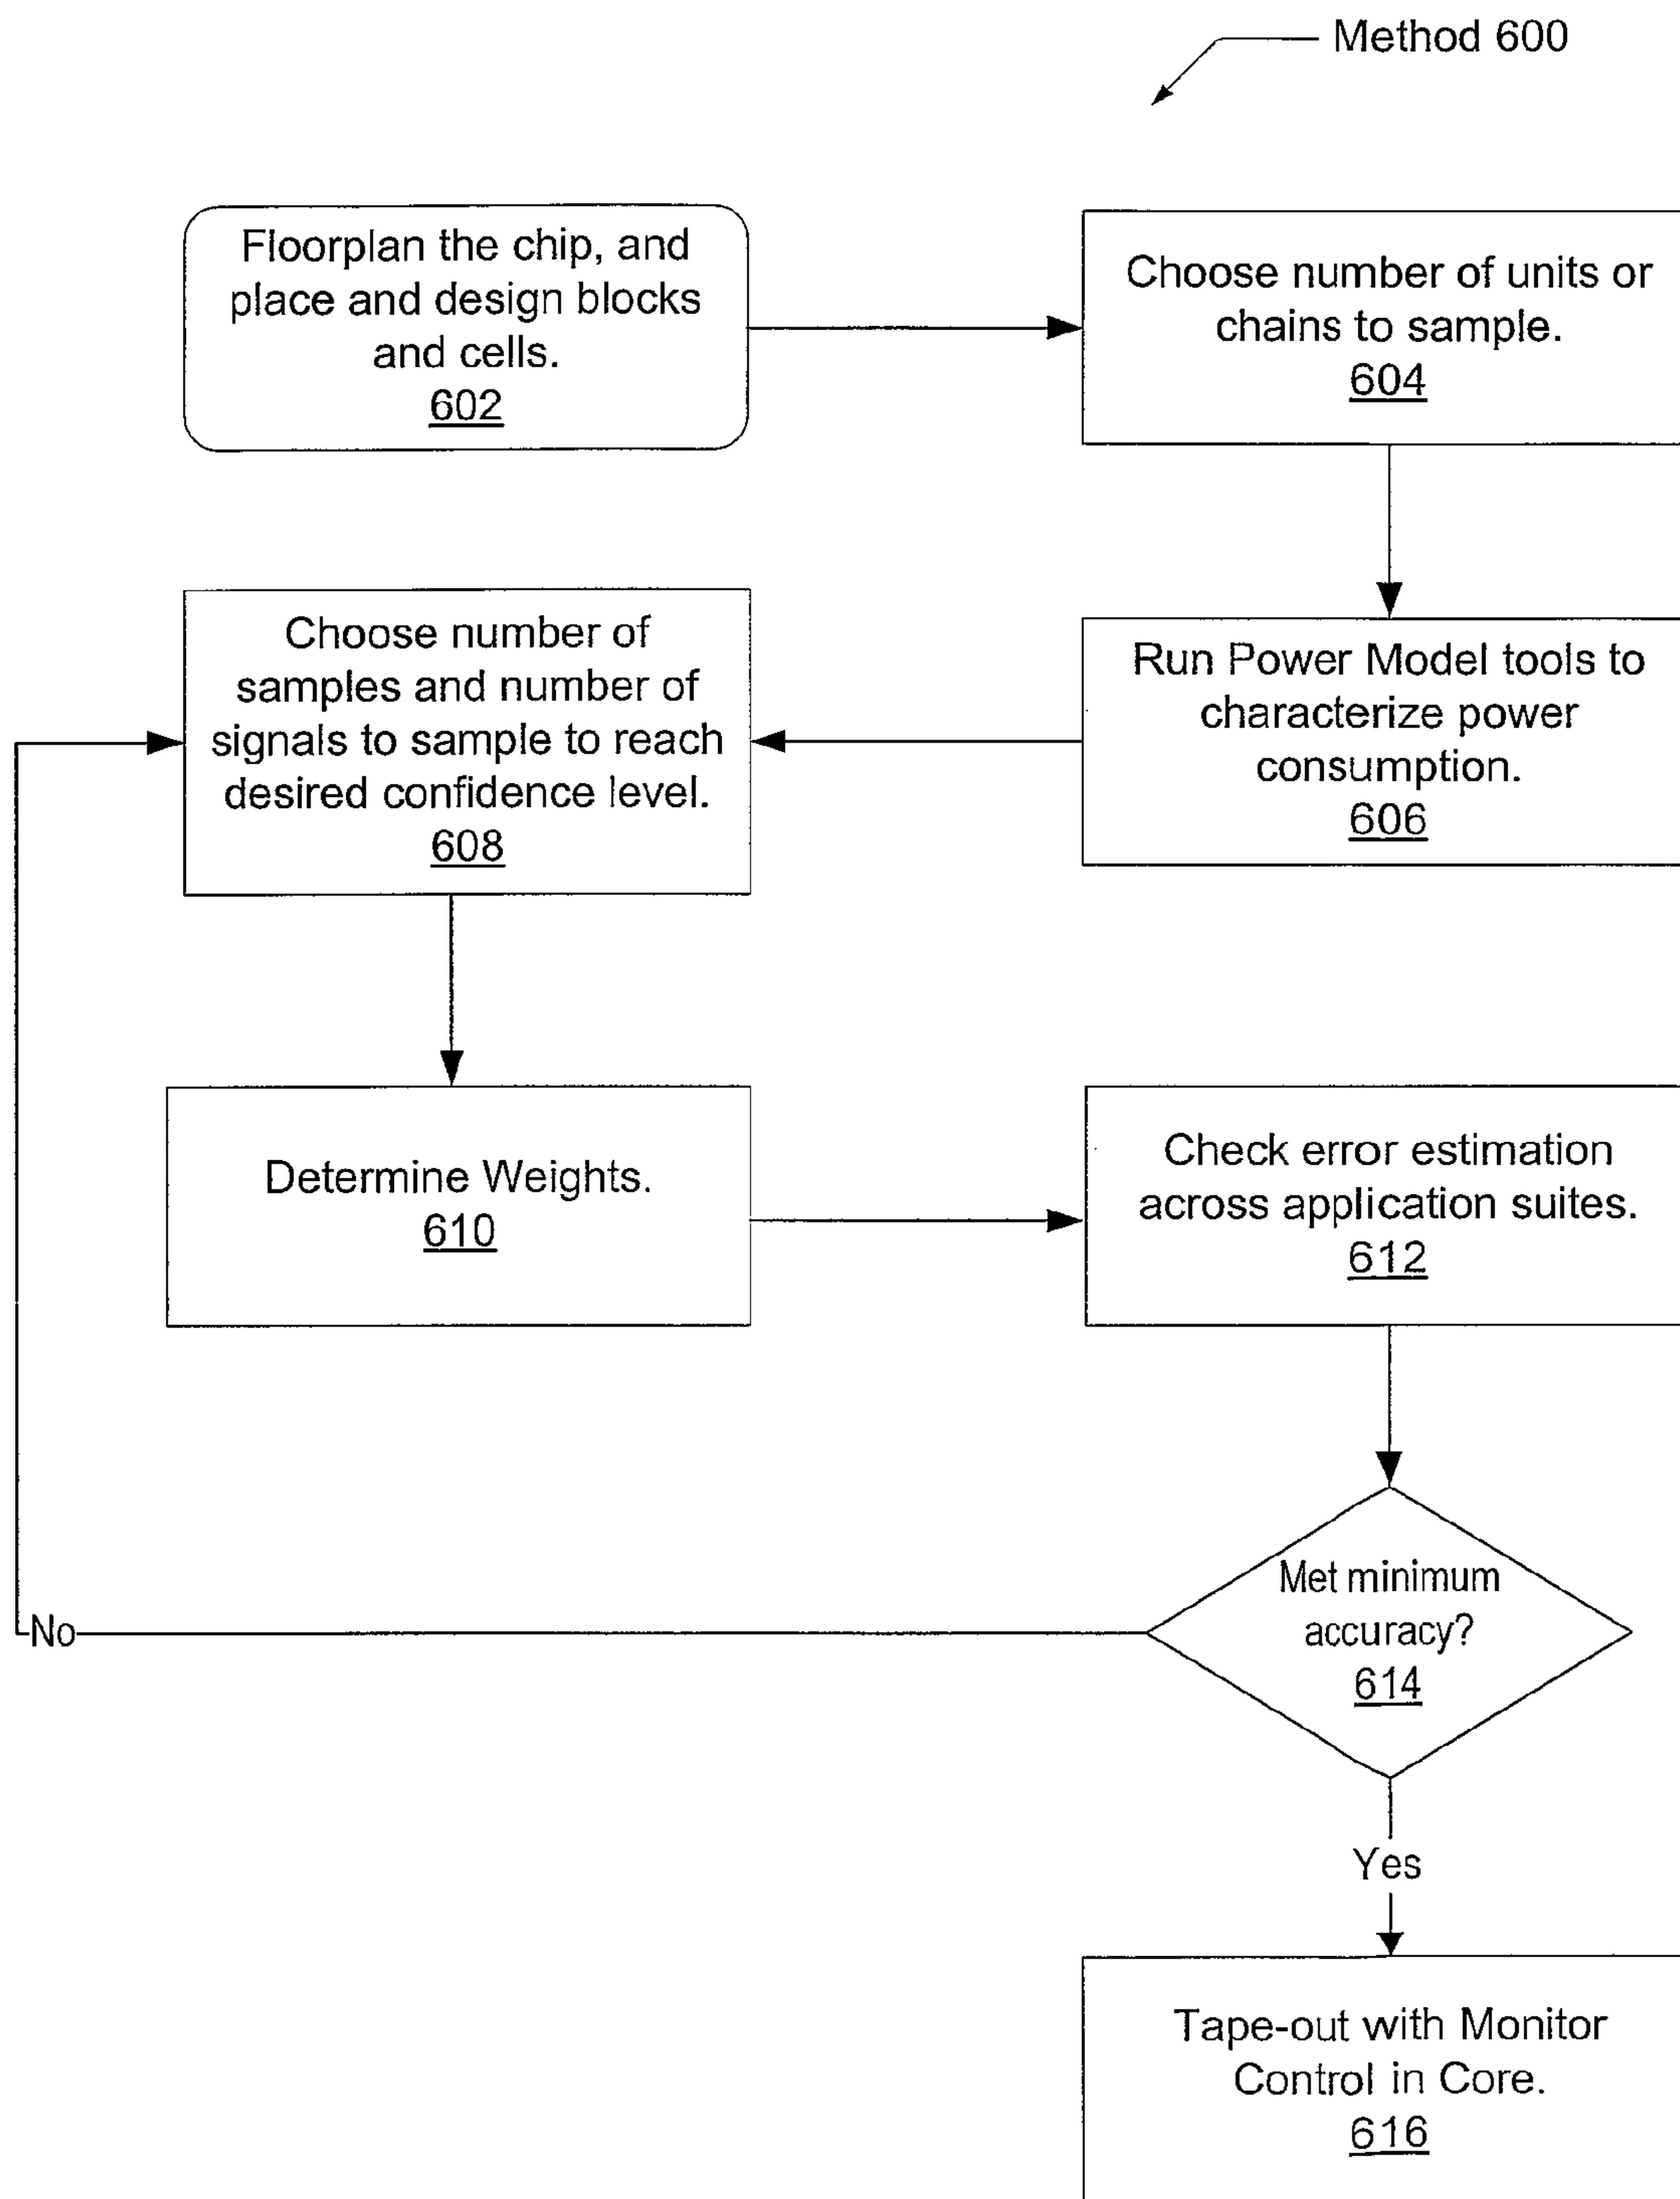 Method 600
Floorplan the chip, and
place and design blocks
and cells.
602
Choose number of units or
chains to sample.
604
Run Power Model tools to
characterize power
consumption.
606
Choose number of
samples and number of
signals to sample to reach
desired confidence level.
608
Determine Weights.
610
Check error estimation
across application suites.
612
Met minimum
accuracy?
614
No
Yes
Tape-out with Monitor
Control in Core.
616